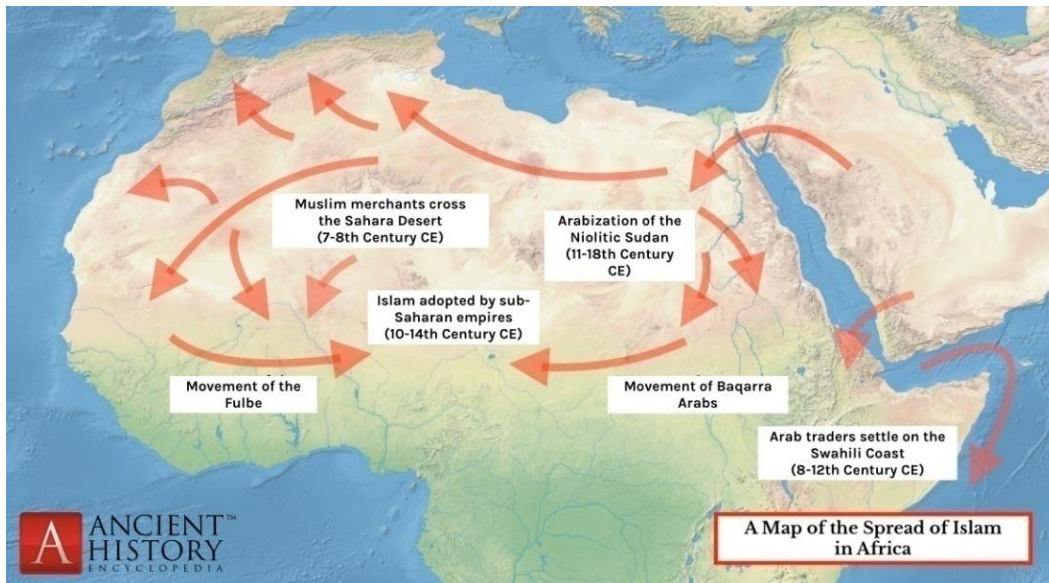 Muslim merchants cross
the Sahara Desert
(7-8th Century CE)
Arabization of the
Niolitic Sudan
(11-18th Century
CE)
Islam adopted by sub-
Saharan empires
(10-14th Century CE)
Movement of the
Fulbe
Movement of Baqarra
Arabs
Arab traders settle on the
Swahili Coast
(8-12th Century CE)
A Map of the Spread of Islam
in Africa
A
ANCIENT™
HISTORY
ENCYCLOPEDIA